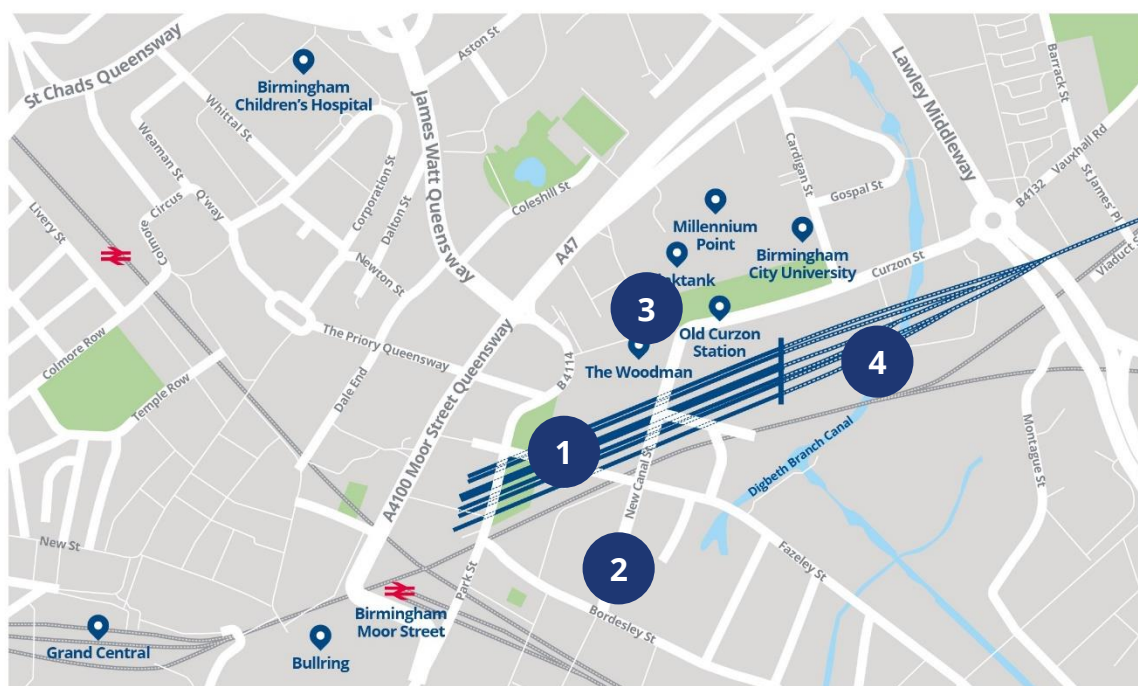 St Chads Queensway
Birmingham
Children's Hospital
Whittal St
Weaman St
Livery St
Colmore
Circus
Q'way
Corporation St
Dalton St
Newton St
James Watt Queensway
Aston St
Coleshill St
A47
Lawley Middleway
Barrack St
Vauxhall Rd
B4132
St James' Pl
Viaduct S
Cardigan St
Gospal St
Millennium
Point
Birmingham
City University
Curzon St
3
Old Curzon
Station
The Woodman
4
The Priory Queensway
Colmore Row
Temple Row
Dale End
B4114
A4100 Moor Street Queensway
1
New Canal S
Digbeth Branch Canal
Montague St
New St
2
Fazeley St
Park St
Bordesley St
Birmingham
Moor Street
Grand Central
Bullring